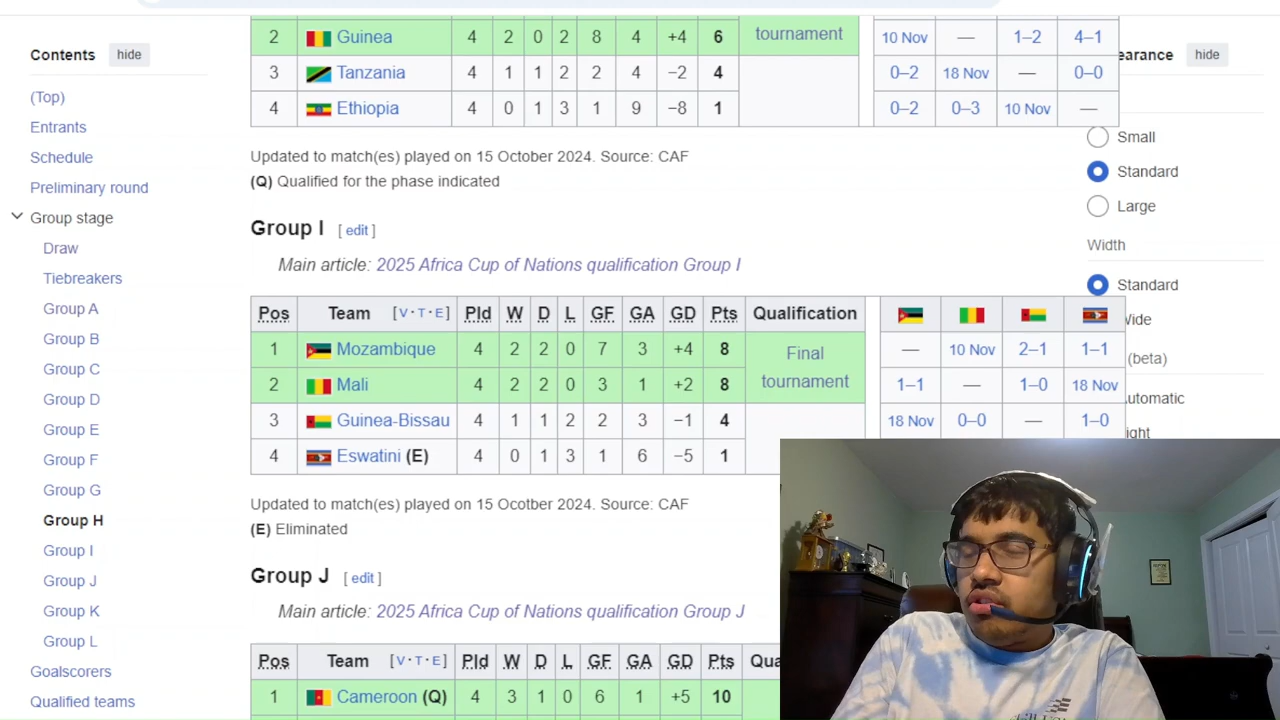 Contents hide
(Top)
Entrants
Schedule
Preliminary round
Group stage
Draw
Tiebreakers
Group A
Group B
Group C
Group D
Group E
Group F
Group G
Group H
Group I
Group J
Group K
Group L
Goalscorers
Qualified teams
2 Guinea 4 2 0 2 8 4 +4 6 tournament 10 Nov — 1–2 4–1
3 Tanzania 4 1 1 2 2 4 −2 4 0–2 18 Nov — 0–0
4 Ethiopia 4 0 1 3 1 9 −8 1 0–2 0–3 10 Nov —
Updated to match(es) played on 15 October 2024. Source: CAF
(Q) Qualified for the phase indicated
Group I [ edit ]
Main article: 2025 Africa Cup of Nations qualification Group I
Pos Team [V·T·E] Pld W D L GF GA GD Pts Qualification
1 Mozambique 4 2 2 0 7 3 +4 8 Final — 10 Nov 2–1 1–1
2 Mali 4 2 2 0 3 1 +2 8 tournament 1–1 — 1–0 18 Nov
3 Guinea-Bissau 4 1 1 2 2 3 −1 4 18 Nov 0–0 — 1–0
4 Eswatini (E) 4 0 1 3 1 6 −5 1
Updated to match(es) played on 15 Ocotber 2024. Source: CAF
(E) Eliminated
Group J [ edit ]
Main article: 2025 Africa Cup of Nations qualification Group J
Pos Team [V·T·E] Pld W D L GF GA GD Pts Qua
1 Cameroon (Q) 4 3 1 0 6 1 +5 10
earance hide
Small
Standard
Large
Width
Standard
Wide
(beta)
utomatic
ight